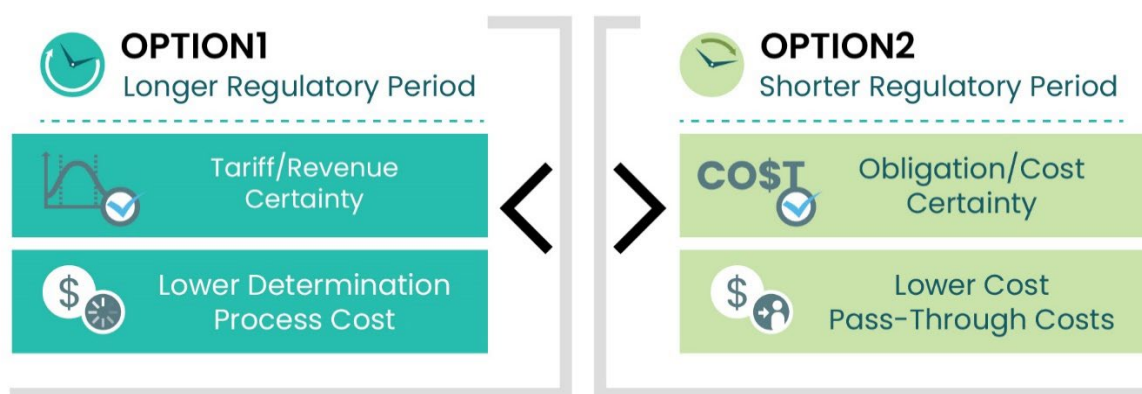 OPTION1
Longer Regulatory Period
Tariff/Revenue
Certainty
$
Lower Determination
Process Cost
OPTION2
Shorter Regulatory Period
CO$T
Obligation/Cost
Certainty
$
Lower Cost
Pass-Through Costs